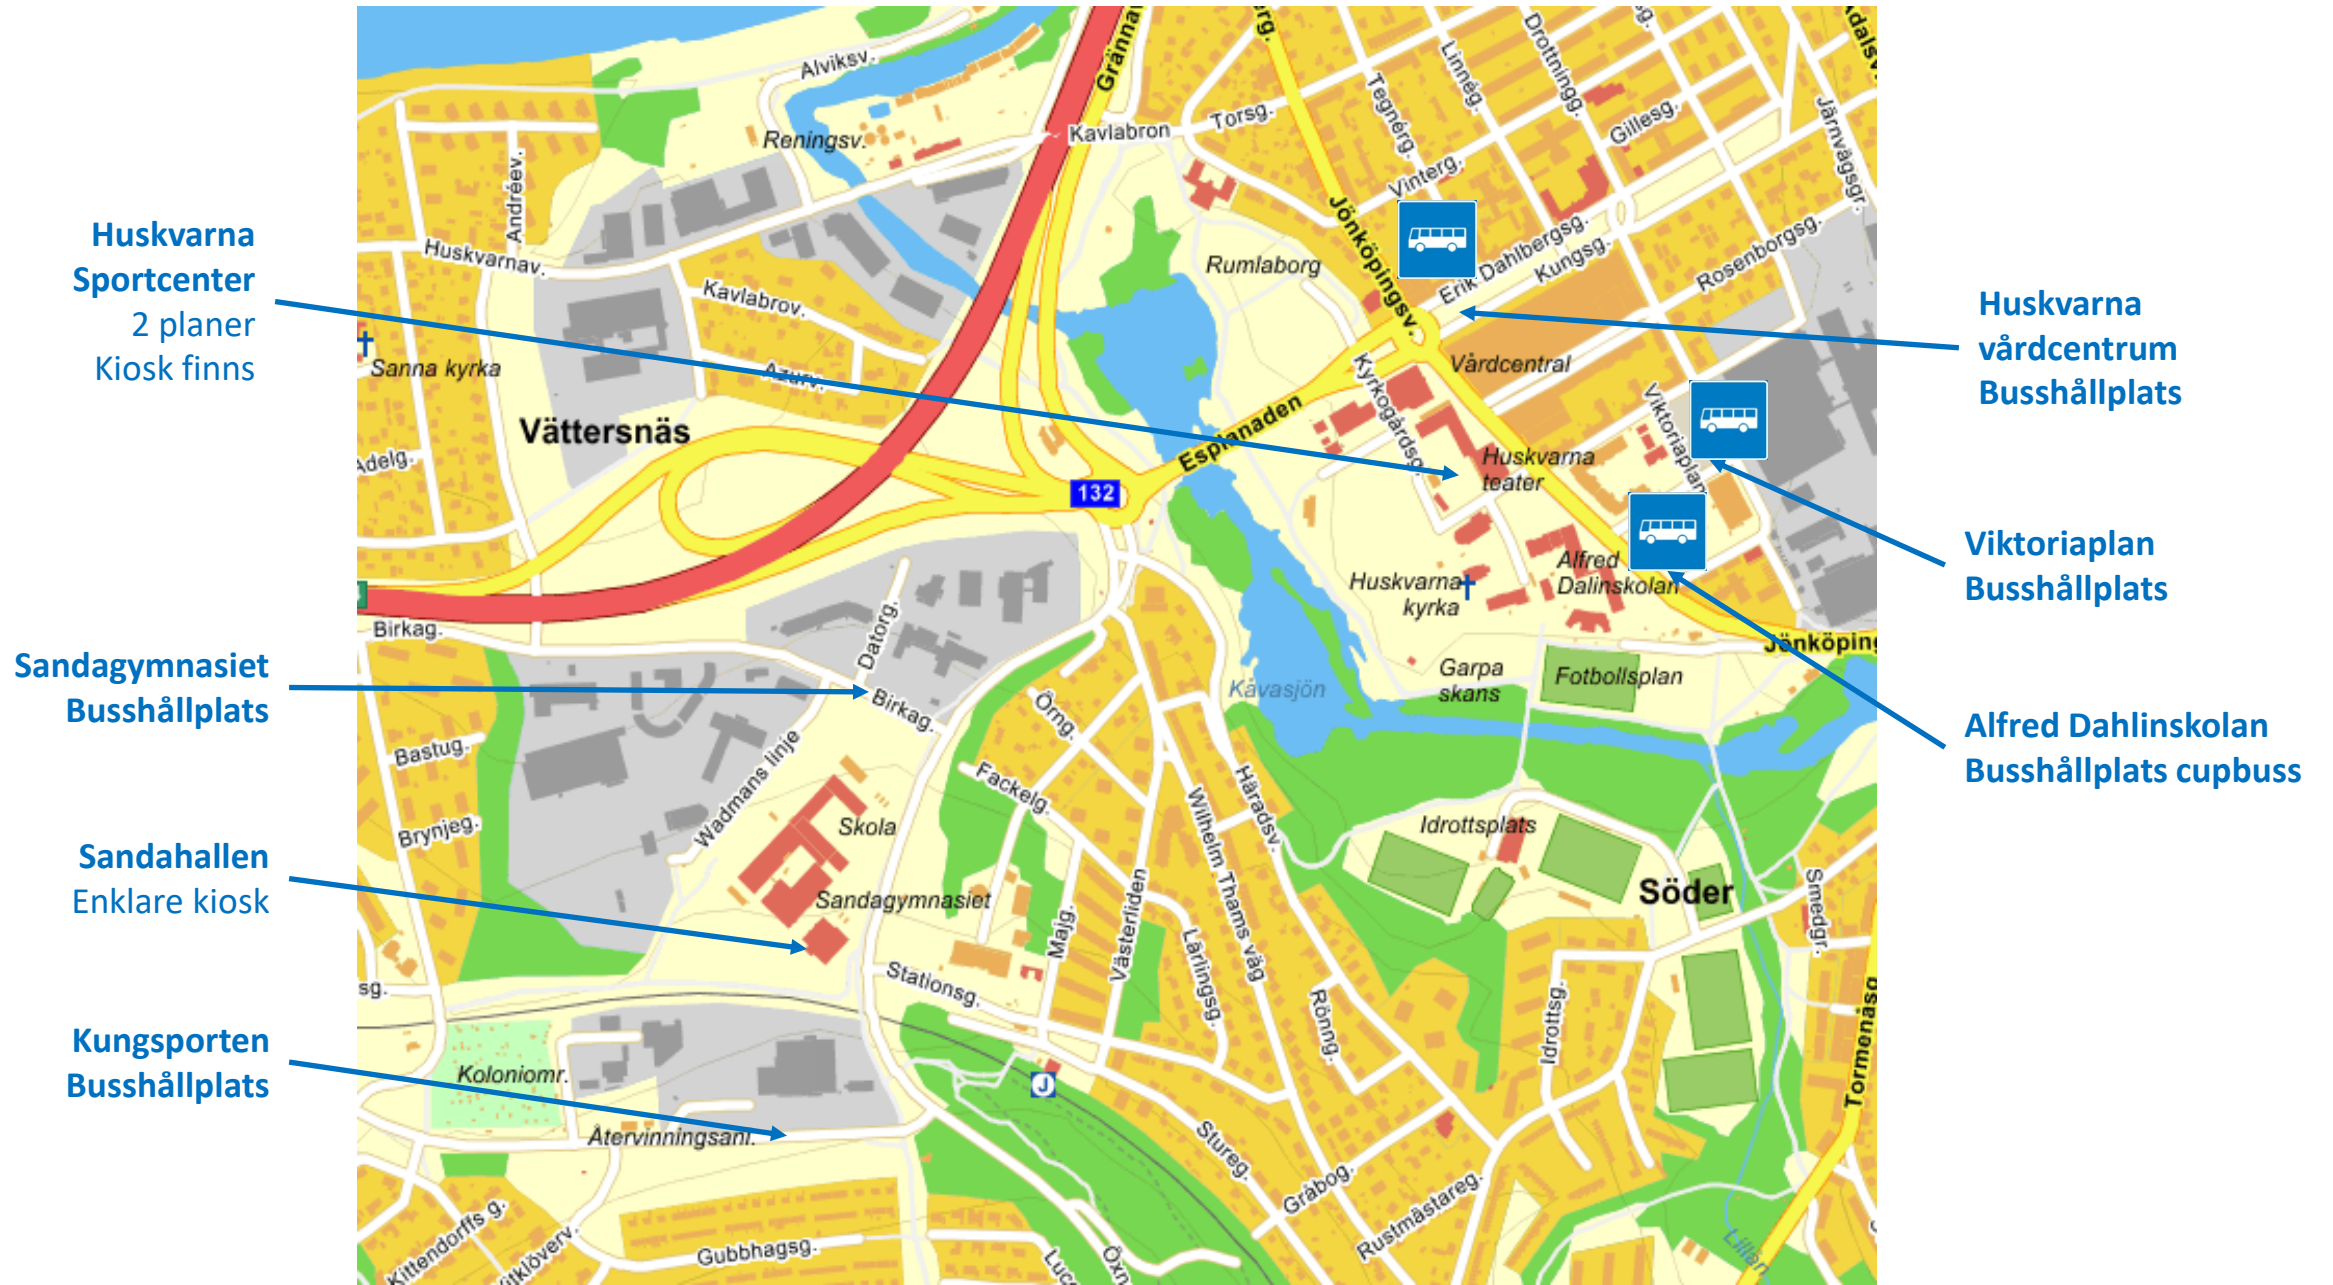 Huskvarna
Sportcenter
2 planer
Kiosk finns
Sandagymnasiet
Busshållplats
Sandahallen
Enklare kiosk
Kungsporten
Busshållplats
Huskvarna
vårdcentrum
Busshållplats
Viktoriaplan
Busshållplats
Alfred Dahlinskolan
Busshållplats cupbuss
Alviksv.
Reningsv.
Kavlabron
Torsg.
Tegnérg.
Linnég.
Drottningg.
Gillesg.
Vinterg.
Järnvägsgr.
Andréev.
Huskvarnav.
Kavlabrov.
Azurv.
Sanna kyrka
Vättersnäs
Adelg.
Rumlaborg
Jönköpingsv.
Erik Dahlbergsg.
Kungsg.
Rosenborgsg.
Vårdcentral
Kyrkogårdsg.
Esplanaden
132
Viktoriaplan
Huskvarna
teater
Alfred
Dalinskolan
Huskvarna
kyrka
Birkag.
Datorg.
Birkag.
Garpa
skans
Fotbollsplan
Jönköping
Kåvasjön
Örng.
Bastug.
Wadmans linje
Fackelg.
Häradsv.
Wilhelm Thams väg
Brynjeg.
Skola
Idrottsplats
Söder
Smedgr.
Sandagymnasiet
Majg.
Västerliden
Lärlingsg.
Stationsg.
sg.
Rönng.
Idrottsg.
Tormenäsg
Koloniomr.
J
Återvinningsanl.
Stureg.
Gråbog.
Rustmästareg.
Kittendorffs g.
Gubbhagsg.
Lillån